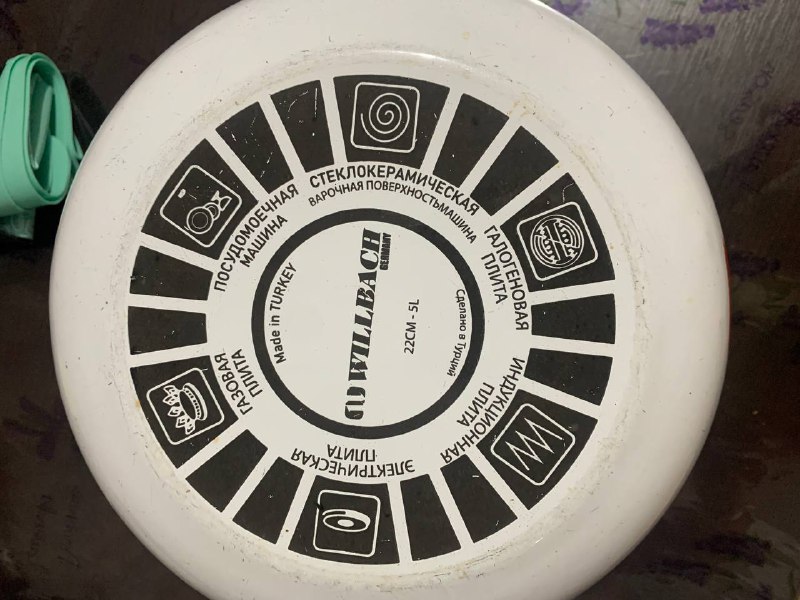 СТЕКЛОКЕРАМИЧЕСКАЯ
ВАРОЧНАЯ ПОВЕРХНОСТЬМАШИНА
ГАЛОГЕНОВАЯ
ПЛИТА
ИНДУКЦИОННАЯ
ПЛИТА
ЭЛЕКТРИЧЕСКАЯ
ПЛИТА
ГАЗОВАЯ
ПЛИТА
ПОСУДОМОЕЧНАЯ
МАШИНА
Made in TURKEY
WILLBACH
GERMANY
22CM - 5L
Сделано в Турций